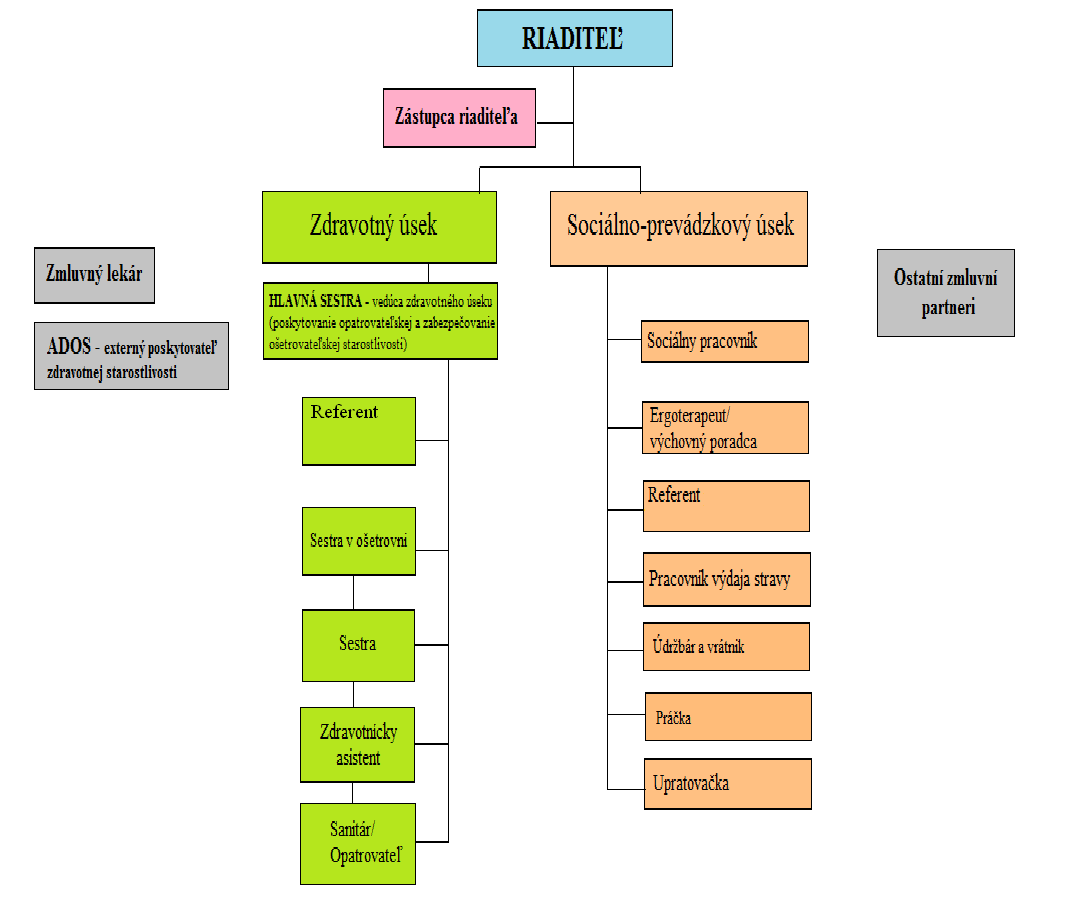 RIADITEĽ
Zástupca riaditeľa
Zdravotný úsek
Sociálno-prevádzkový úsek
Zmluvný lekár
ADOS - externý poskytovateľ
zdravotnej starostlivosti
Ostatní zmluvní
partneri
HLAVNÁ SESTRA - vedúca zdravotného úseku
(poskytovanie opatrovateľskej a zabezpečovanie
ošetrovateľskej starostlivosti)
Referent
Sestra v ošetrovni
Sestra
Zdravotnícky
asistent
Sanitár/
Opatrovateľ
Sociálny pracovník
Ergoterapeut/
výchovný poradca
Referent
Pracovník výdaja stravy
Údržbár a vrátnik
Práčka
Upratovačka